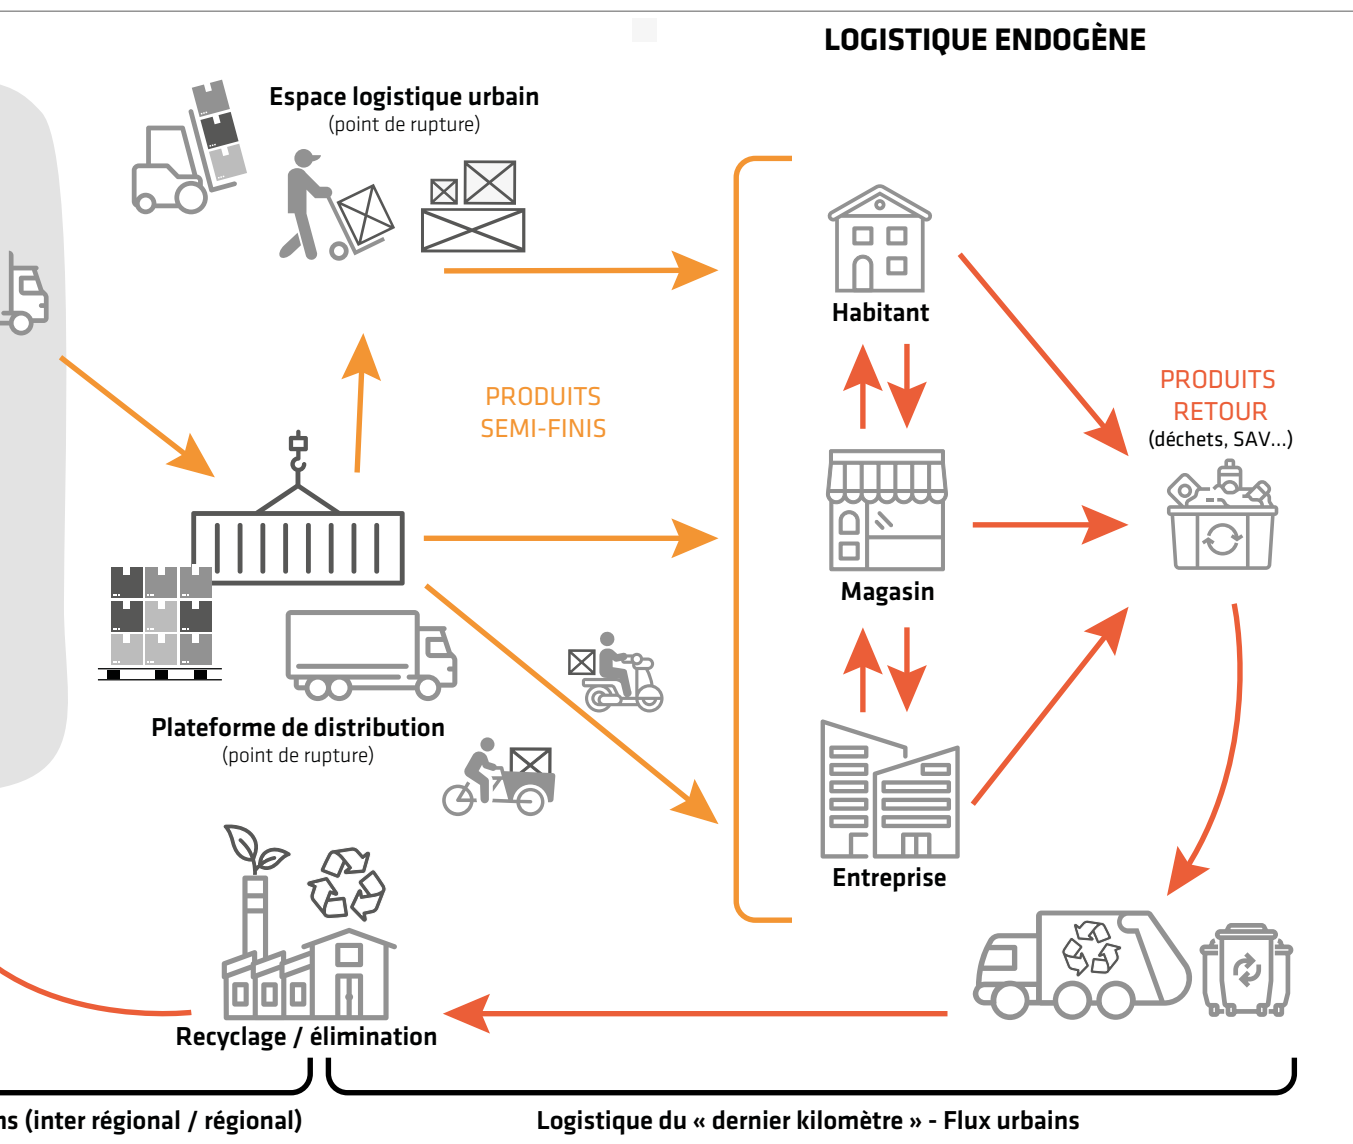 LOGISTIQUE ENDOGÈNE
Espace logistique urbain
(point de rupture)
Habitant
PRODUITS
SEMI-FINIS
PRODUITS
RETOUR
(déchets, SAV...)
Magasin
Plateforme de distribution
(point de rupture)
Entreprise
Recyclage / élimination
ns (inter régional / régional)
Logistique du « dernier kilomètre » - Flux urbains